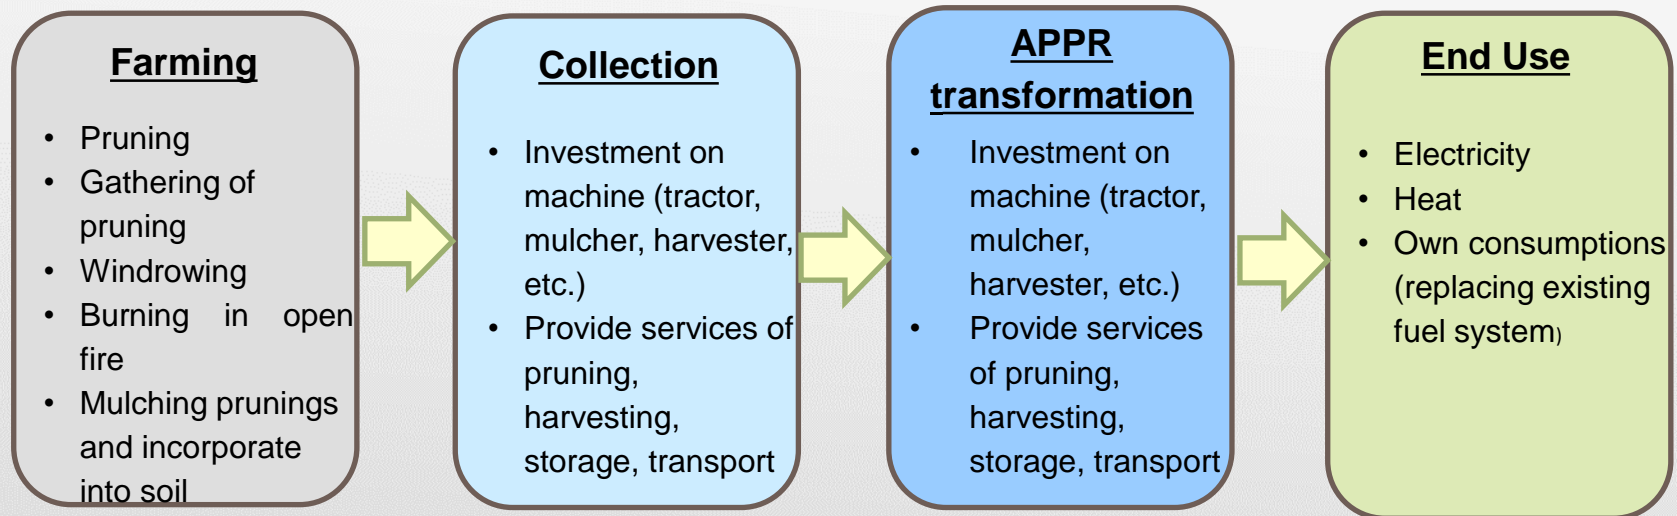 Farming
• Pruning
• Gathering of
pruning
• Windrowing
• Burning in open
fire
• Mulching prunings
and incorporate
into soil
Collection
• Investment on
machine (tractor,
mulcher, harvester,
etc.)
• Provide services of
pruning,
harvesting,
storage, transport
APPR
transformation
• Investment on
machine (tractor,
mulcher,
harvester, etc.)
• Provide services
of pruning,
harvesting,
storage, transport
End Use
• Electricity
• Heat
• Own consumptions
(replacing existing
fuel system)